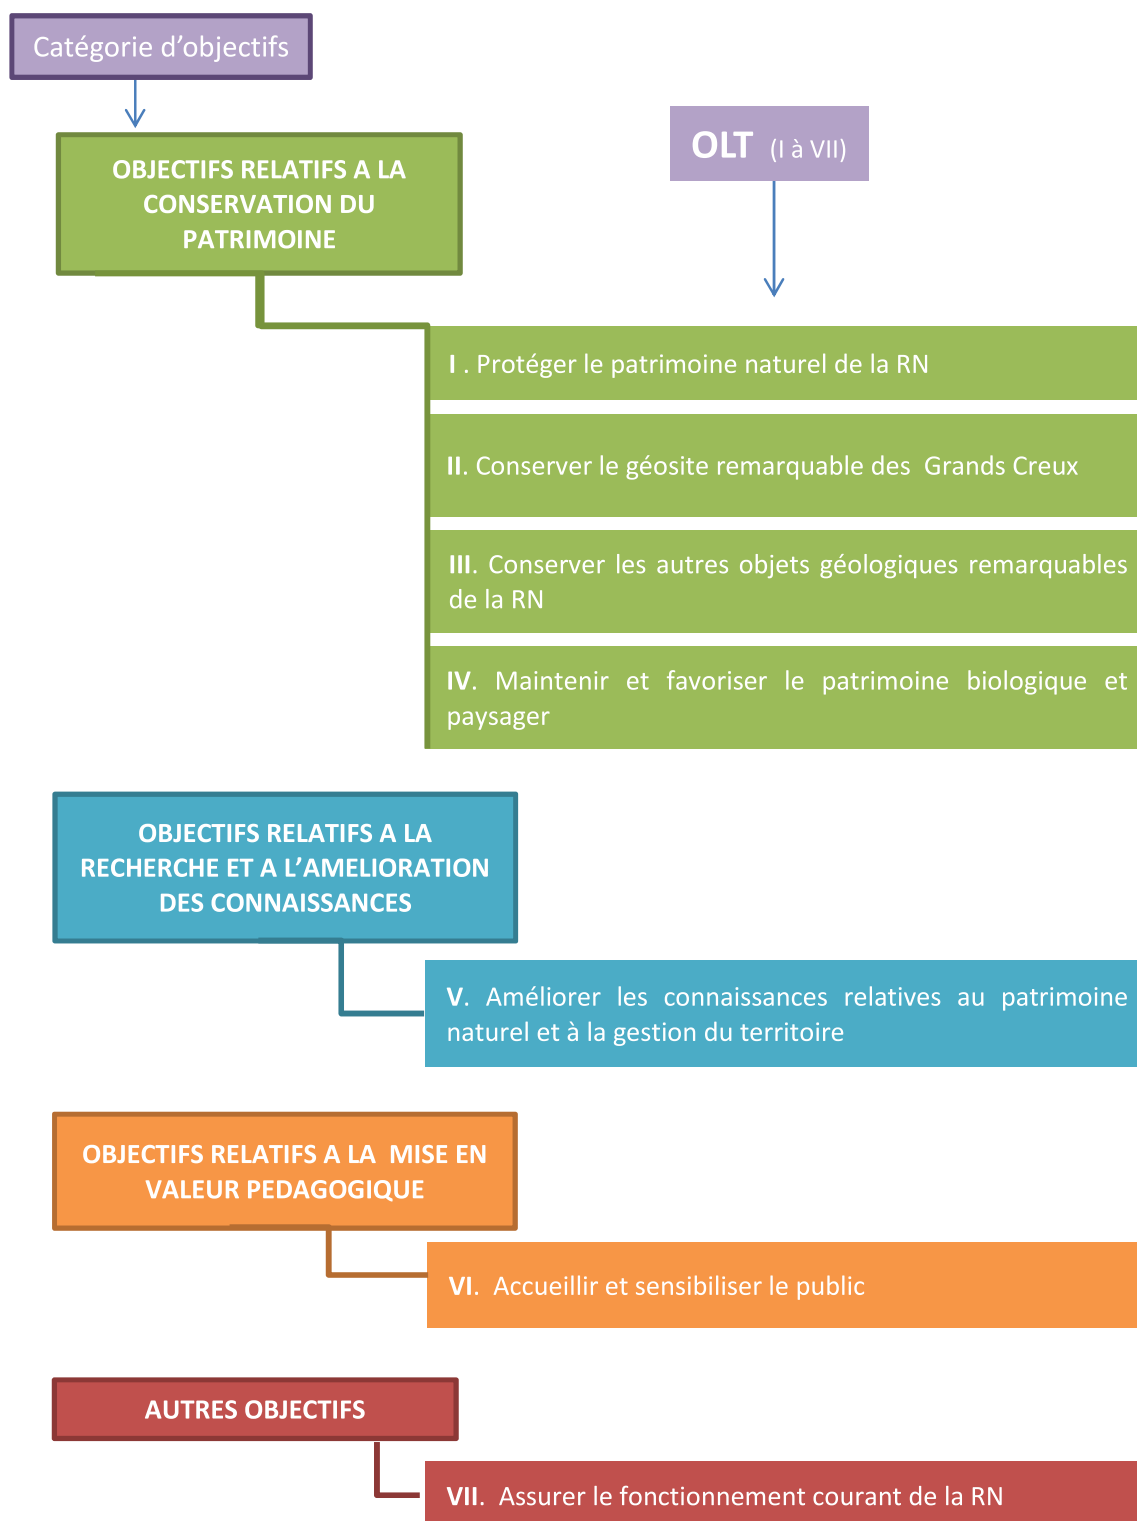 Catégorie d’objectifs
OBJECTIFS RELATIFS A LA
CONSERVATION DU
PATRIMOINE
OLT (I à VII)
I . Protéger le patrimoine naturel de la RN
II. Conserver le géosite remarquable des Grands Creux
III. Conserver les autres objets géologiques remarquables
de la RN
IV. Maintenir et favoriser le patrimoine biologique et
paysager
OBJECTIFS RELATIFS A LA
RECHERCHE ET A L’AMELIORATION
DES CONNAISSANCES
V. Améliorer les connaissances relatives au patrimoine
naturel et à la gestion du territoire
OBJECTIFS RELATIFS A LA MISE EN
VALEUR PEDAGOGIQUE
VI. Accueillir et sensibiliser le public
AUTRES OBJECTIFS
VII. Assurer le fonctionnement courant de la RN